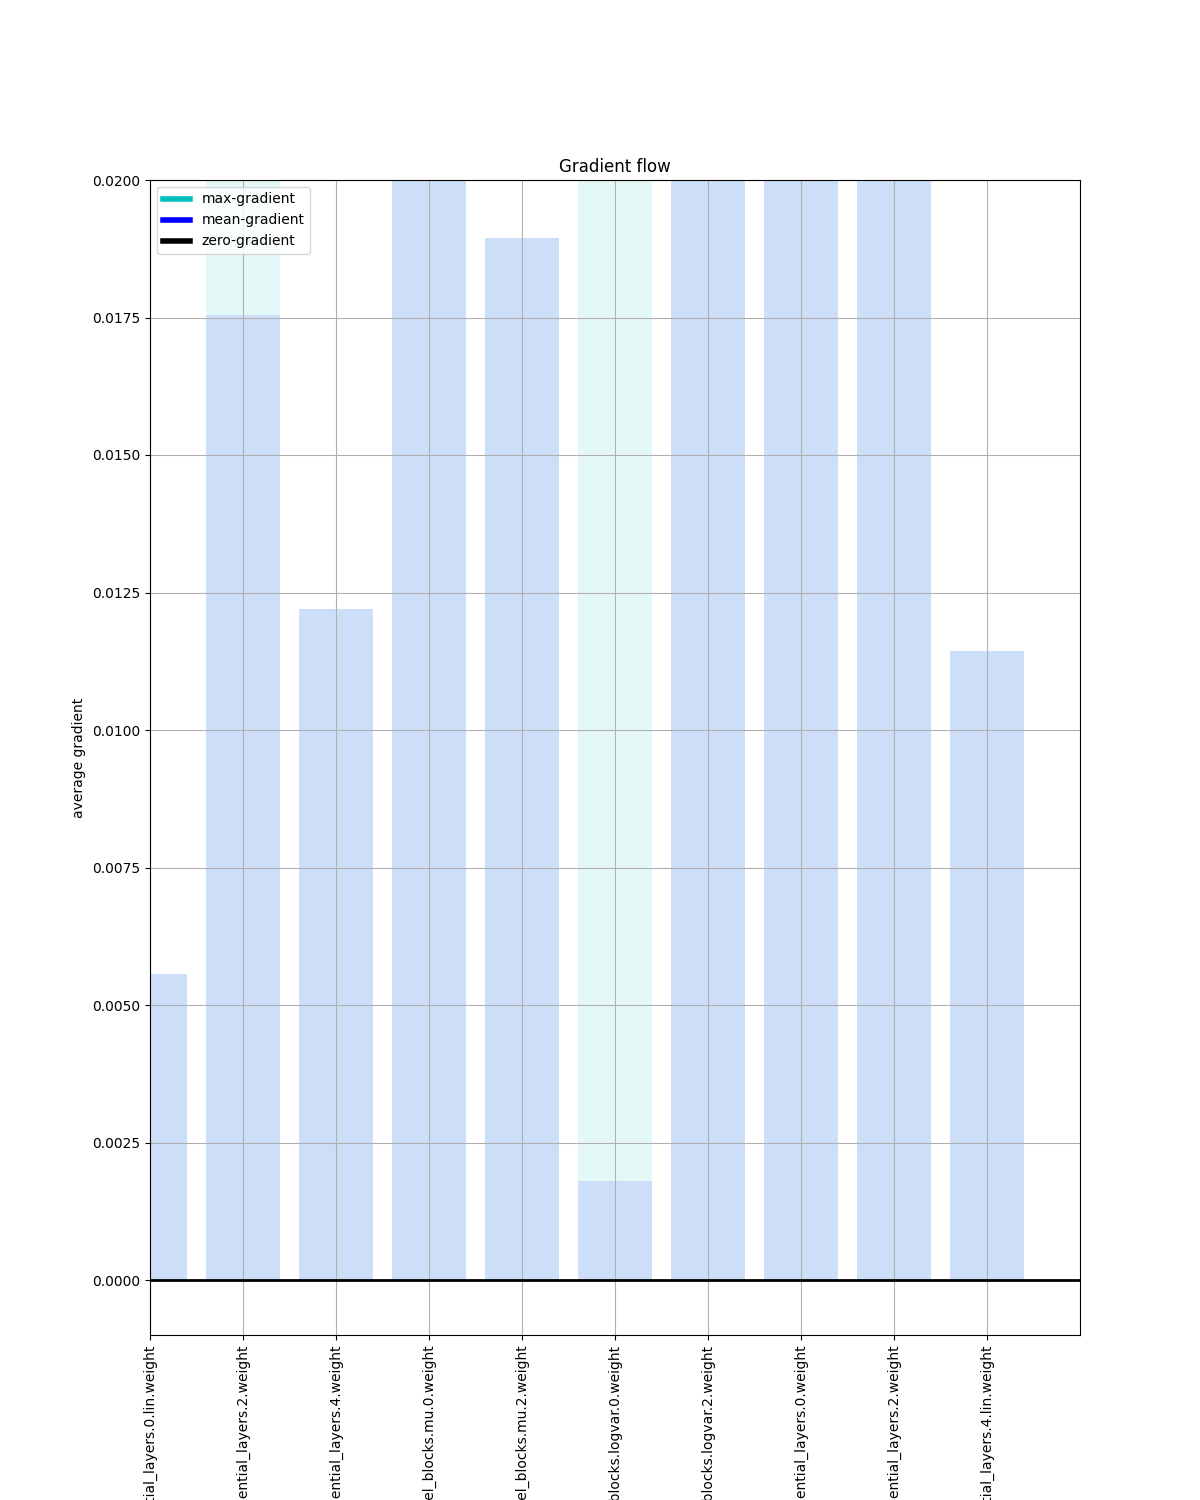 Gradient flow
max-gradient
mean-gradient
zero-gradient
0.0200
0.0175
0.0150
0.0125
0.0100
0.0075
0.0050
0.0025
0.0000
average gradient
tial_layers.0.lin.weight
ential_layers.2.weight
ential_layers.4.weight
el_blocks.mu.0.weight
el_blocks.mu.2.weight
blocks.logvar.0.weight
blocks.logvar.2.weight
ential_layers.0.weight
ential_layers.2.weight
tial_layers.4.lin.weight